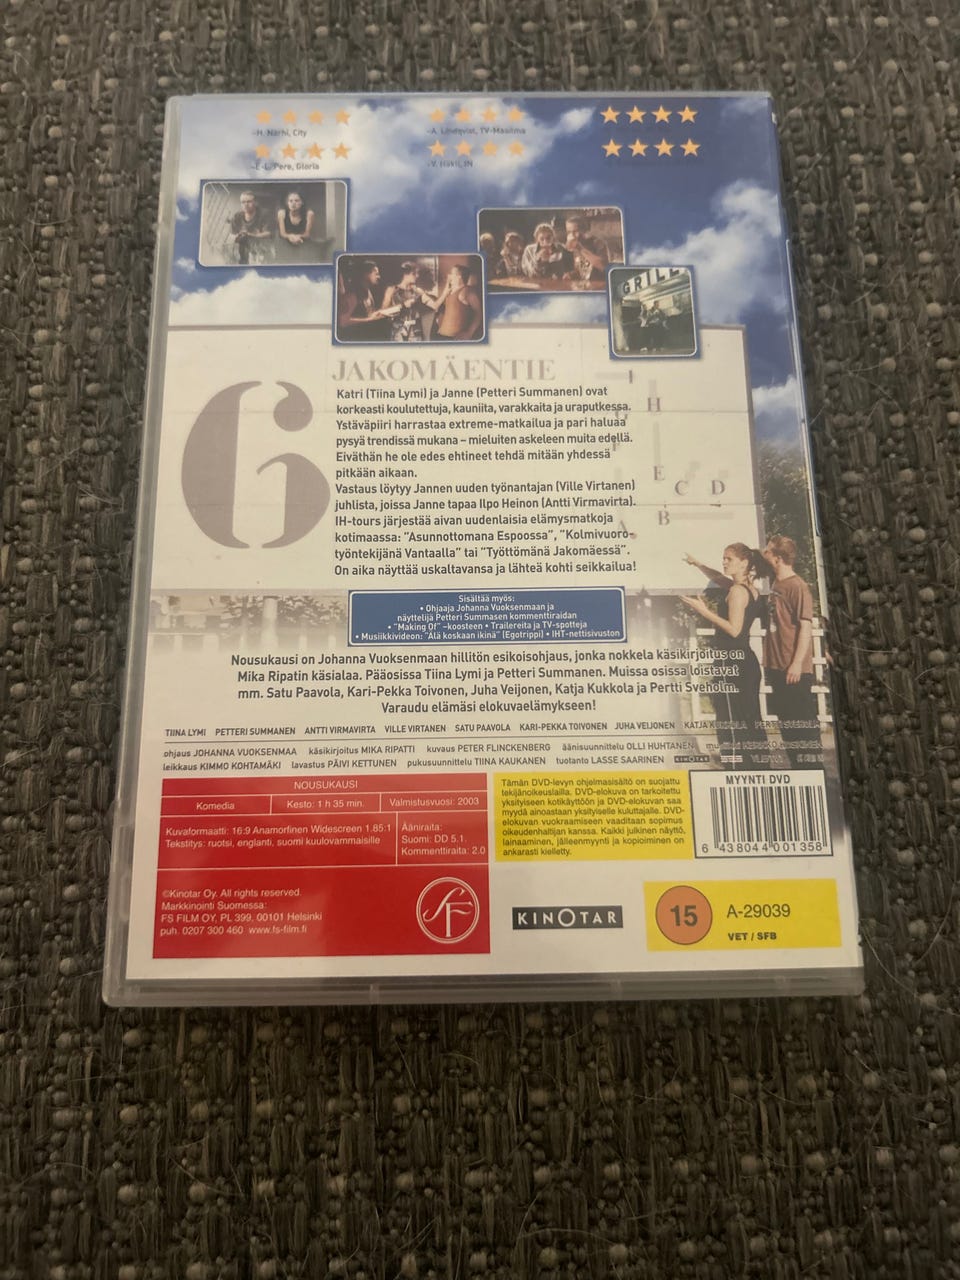 -H. Närhi, City
-A. Lindqvist, TV-Maailma
-E-L. Pere, Gloria
GRILL
JAKOMÄENTIE
6
Katri (Tiina Lymi) ja Janne (Petteri Summanen) ovat
korkeasti koulutettuja, kauniita, varakkaita ja uraputkessa.
Ystäväpiiri harrastaa extreme-matkailua ja pari haluaa
pysyä trendissä mukana – mieluiten askeleen muita edellä.
Eiväthän he ole edes ehtineet tehdä mitään yhdessä
pitkään aikaan.
Vastaus löytyy Jannen uuden työnantajan (Ville Virtanen)
juhlista, joissa Janne tapaa Ilpo Heinon (Antti Virmavirta).
IH-tours järjestää aivan uudenlaisia elämysmatkoja
kotimaassa: "Asunnottomana Espoossa", "Kolmivuoro-
työntekijänä Vantaalla" tai "Työttömänä Jakomäessä".
On aika näyttää uskaltavansa ja lähteä kohti seikkailua!
I
H
G
F
E
C D
A B
Sisältää myös:
• Ohjaaja Johanna Vuoksenmaan ja
näyttelijä Petteri Summasen kommenttiraidan
• "Making Of" –koosteen • Trailereita ja TV-spotteja
• Musiikkivideon: "Älä koskaan ikinä" (Egotrippi) • IHT-nettisivuston
Nousukausi on Johanna Vuoksenmaan hillitön esikoisohjaus, jonka nokkela käsikirjoitus on
Mika Ripatin käsialaa. Pääosissa Tiina Lymi ja Petteri Summanen. Muissa osissa loistavat
mm. Satu Paavola, Kari-Pekka Toivonen, Juha Veijonen, Katja Kukkola ja Pertti Sveholm.
Varaudu elämäsi elokuvaelämykseen!
TIINA LYMI PETTERI SUMMANEN ANTTI VIRMAVIRTA VILLE VIRTANEN SATU PAAVOLA KARI-PEKKA TOIVONEN JUHA VEIJONEN KATJA KUKKOLA PERTTI SVEHOLM
ohjaus JOHANNA VUOKSENMAA käsikirjoitus MIKA RIPATTI kuvaus PETER FLINCKENBERG äänisuunnittelu OLLI HUHTANEN
leikkaus KIMMO KOHTAMÄKI lavastus PÄIVI KETTUNEN pukusuunnittelu TIINA KAUKANEN tuotanto LASSE SAARINEN KINOTAR
NOUSUKAUSI
Komedia
Kesto: 1 h 35 min.
Valmistusvuosi: 2003
Kuvaformaatti: 16:9 Anamorfinen Widescreen 1.85:1
Tekstitys: ruotsi, englanti, suomi kuulovammaisille
Ääniraita:
Suomi: DD 5.1.
Kommenttiraita: 2.0
©Kinotar Oy. All rights reserved.
Markkinointi Suomessa:
FS FILM OY, PL 399, 00101 Helsinki
puh. 0207 300 460 www.fs-film.fi
SF
Tämän DVD-levyn ohjelmasisältö on suojattu
tekijänoikeuslailla. DVD-elokuva on tarkoitettu
yksityiseen kotikäyttöön ja DVD-elokuvan saa
myydä ainoastaan yksityiselle kuluttajalle. DVD-
elokuvan vuokraamiseen vaaditaan sopimus
oikeudenhaltijan kanssa. Kaikki julkinen näyttö,
lainaaminen, jälleenmyynti ja kopioiminen on
ankarasti kielletty.
MYYNTI DVD
6 438044 001358
KINOTAR
15
A-29039
VET / SFB